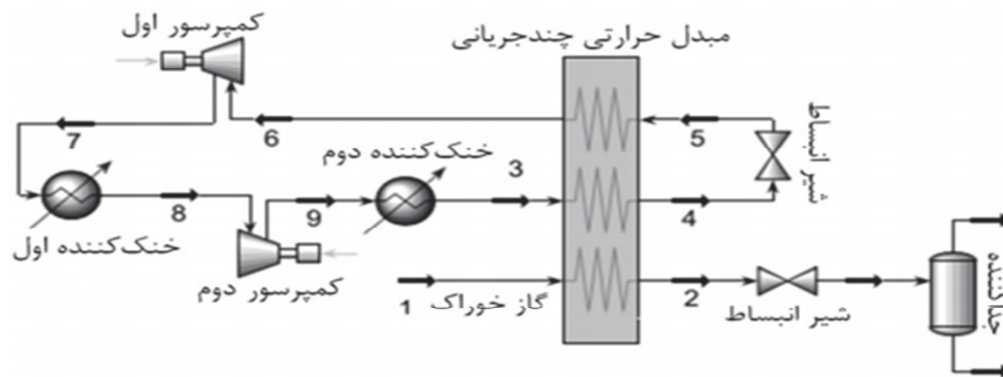 کمپرسور اول
مبدل حرارتی چندجریانی
7
6
5
شیر انبساط
خنک‌کننده دوم
3
8
9
4
خنک‌کننده اول
کمپرسور دوم
1
گاز خوراک
2
شیر انبساط
جداکننده